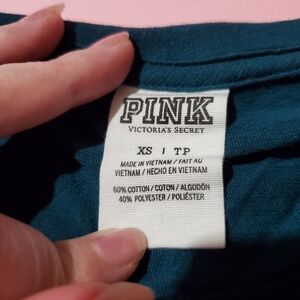 PINK
VICTORIA'S SECRET
XS | TP
MADE IN VIETNAM / FAIT AU
VIETNAM / HECHO EN VIETNAM
60% COTTON / COTON / ALGODÓN
40% POLYESTER / POLIÉSTER